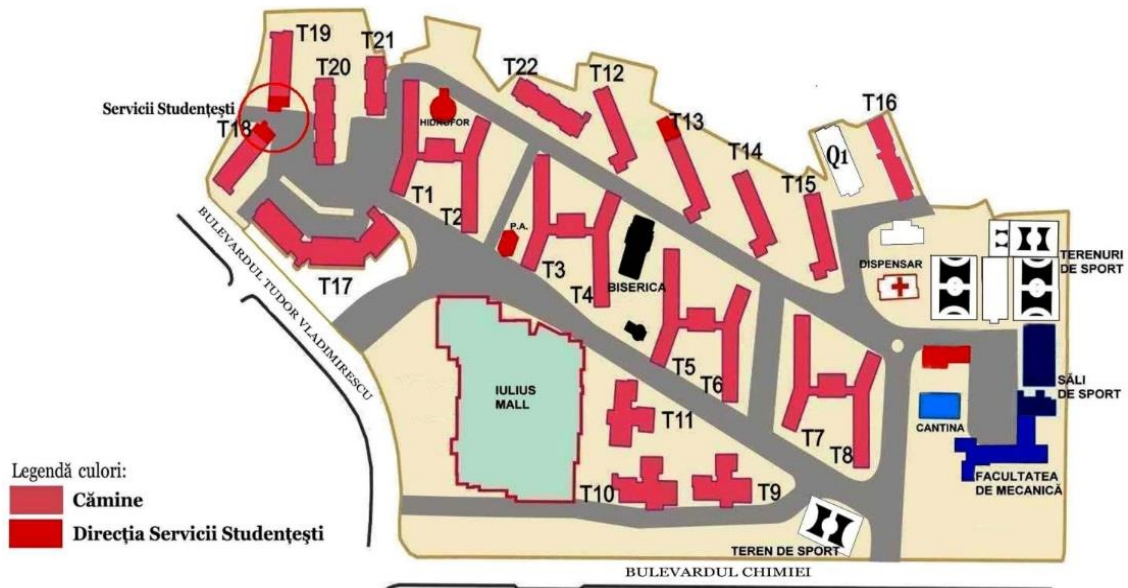 T19
T20
T21
T22
T12
T13
T14
T15
T16
Q1
Servicii Studențești
T18
HIDROFOR
T1
T2
P.A.
T3
T4
BISERICA
T17
BULEVARDUL TUDOR VLADIMIRESCU
DISPENSAR
TERENURI
DE SPORT
T5
T6
IULIUS
MALL
T7
T8
T11
T10
T9
SĂLI
DE SPORT
CANTINA
FACULTATEA
DE MECANICĂ
TEREN DE SPORT
BULEVARDUL CHIMIEI
Legendă culori:
Cămine
Direcția Servicii Studențești